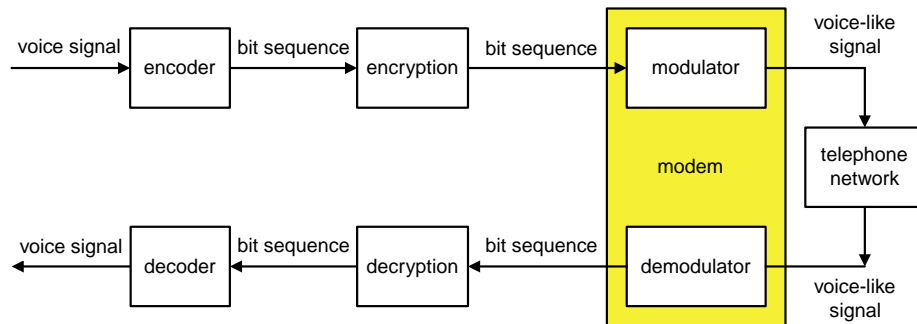 voice signal
encoder
bit sequence
encryption
bit sequence
modulator
voice-like
signal
telephone
network
modem
voice signal
decoder
bit sequence
decryption
bit sequence
demodulator
voice-like
signal